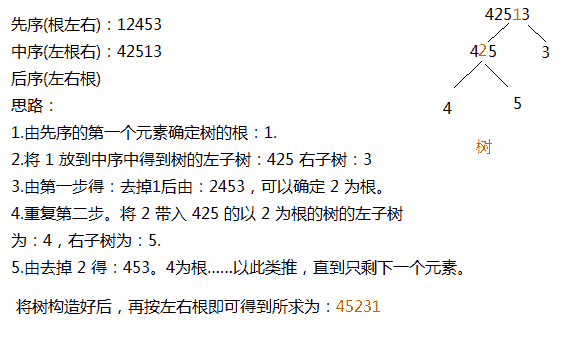 先序(根左右)：12453
中序(左根右)：42513
后序(左右根)
思路：
1.由先序的第一个元素确定树的根：1.
2.将 1 放到中序中得到树的左子树：425 右子树：3
3.由第一步得：去掉1后由：2453，可以确定 2 为根。
4.重复第二步。将 2 带入 425 的以 2 为根的树的左子树
为：4，右子树为：5.
5.由去掉 2 得：453。4为根……以此类推，直到只剩下一个元素。
将树构造好后，再按左右根即可得到所求为：45231
42513
425
3
4
5
树